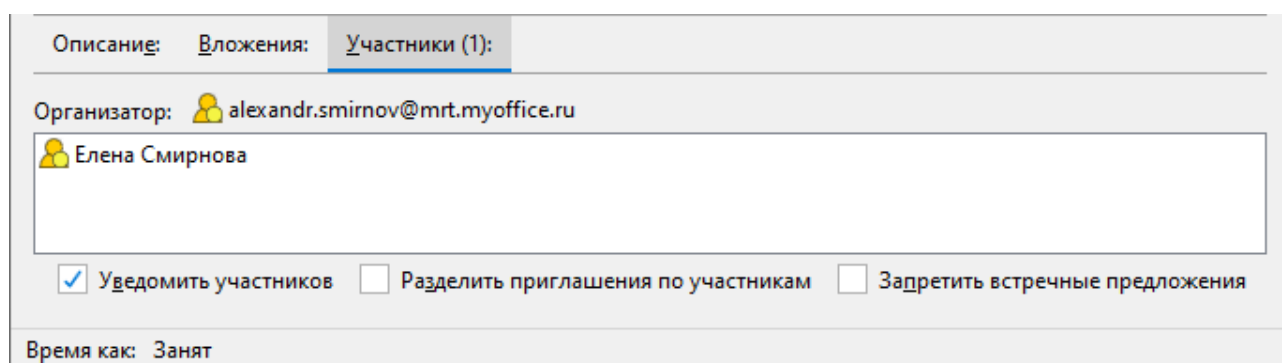 Описание: Вложения: Участники (1):
Организатор: alexandr.smirnov@mrt.myoffice.ru
Елена Смирнова
Уведомить участников Разделить приглашения по участникам Запретить встречные предложения
Время как: Занят